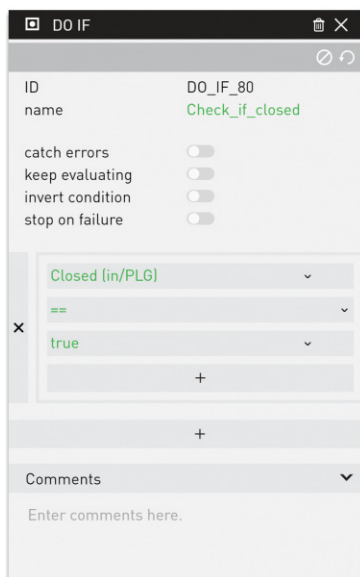 DO IF
ID DO_IF_80
name Check_if_closed
catch errors
keep evaluating
invert condition
stop on failure
Closed (in/PLG)
==
true
+
+
Comments
Enter comments here.